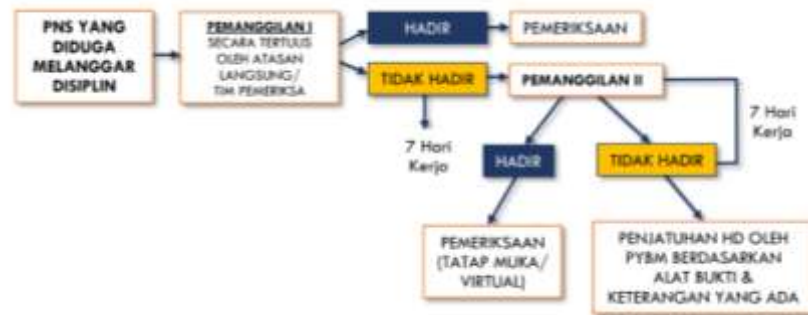 PNS YANG
DIDUGA
MELANGGAR
DISIPLIN
PEMANGGILAN I
SECARA TERTULIS
OLEH ATASAN
LANGSUNG/
TIM PEMERIKSA
HADIR
PEMERIKSAAN
TIDAK HADIR
PEMANGGILAN II
7 Hari
Kerja
7 Hari
Kerja
HADIR
TIDAK HADIR
PEMERIKSAAN
(TATAP MUKA/
VIRTUAL)
PENJATUHAN HD OLEH
PYBM BERDASARKAN
ALAT BUKTI &
KETERANGAN YANG ADA